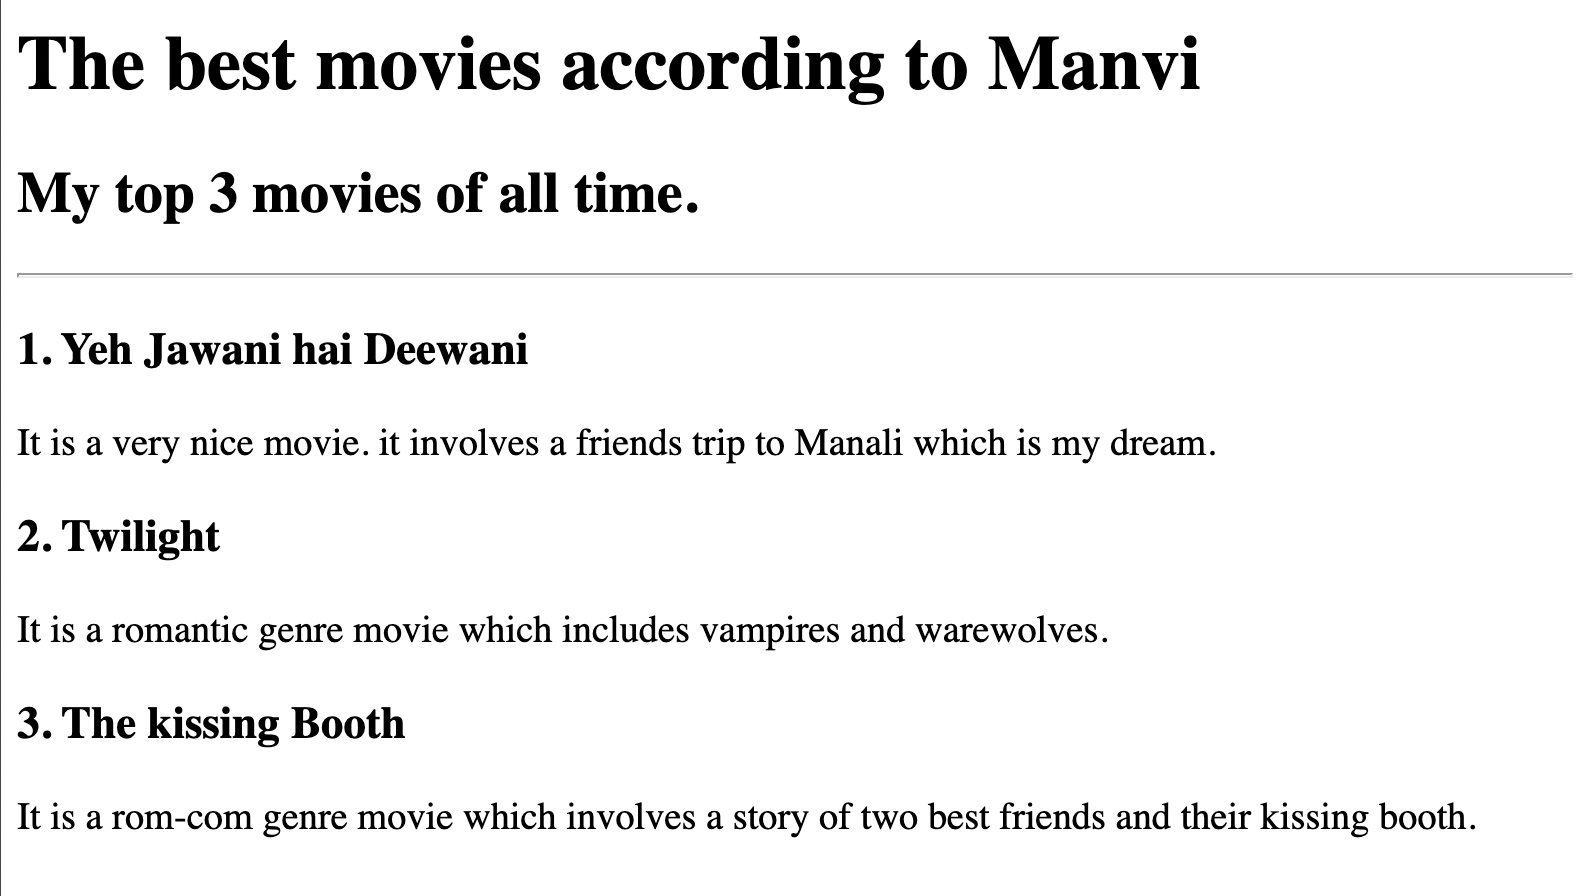 The best movies according to Manvi
My top 3 movies of all time.
1. Yeh Jawani hai Deewani
It is a very nice movie. it involves a friends trip to Manali which is my dream.
2. Twilight
It is a romantic genre movie which includes vampires and warewolves.
3. The kissing Booth
It is a rom-com genre movie which involves a story of two best friends and their kissing booth.